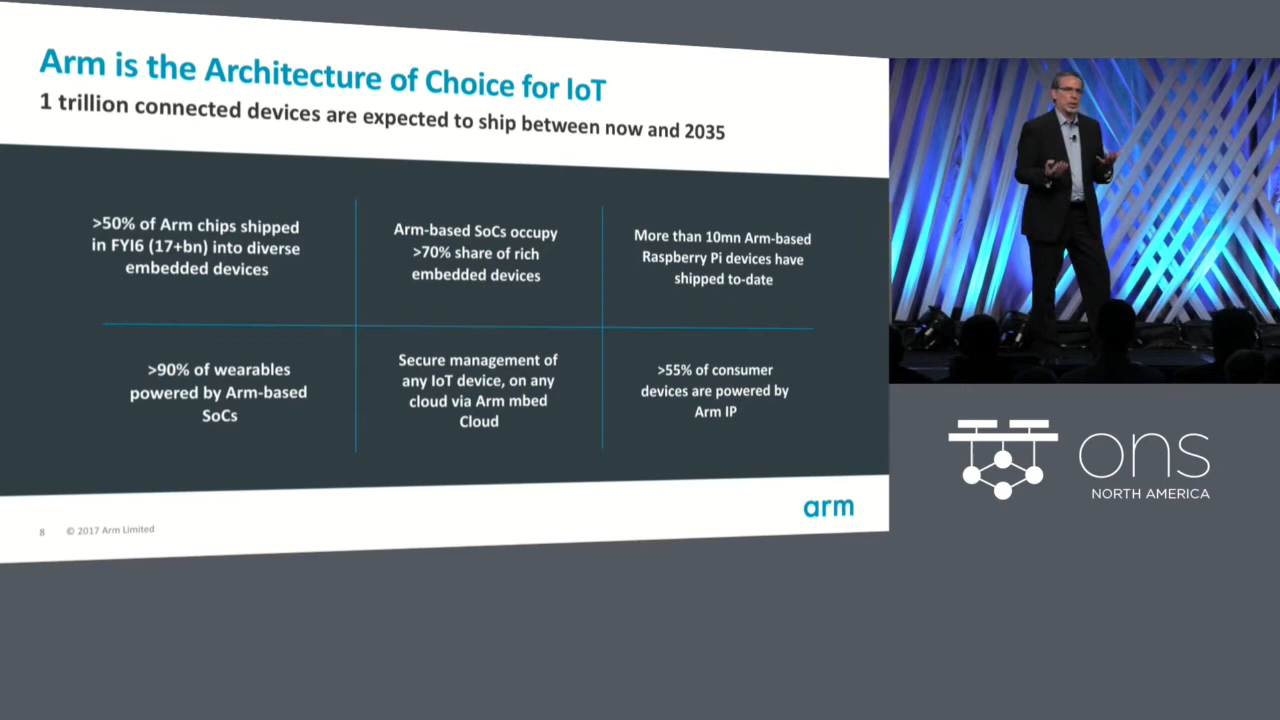 Arm is the Architecture of Choice for IoT
1 trillion connected devices are expected to ship between now and 2035
>50% of Arm chips shipped
in FYI6 (17+bn) into diverse
embedded devices
Arm-based SoCs occupy
>70% share of rich
embedded devices
More than 10mn Arm-based
Raspberry Pi devices have
shipped to-date
>90% of wearables
powered by Arm-based
SoCs
Secure management of
any IoT device, on any
cloud via Arm mbed
Cloud
>55% of consumer
devices are powered by
Arm IP
8 © 2017 Arm Limited
arm
ons
NORTH AMERICA